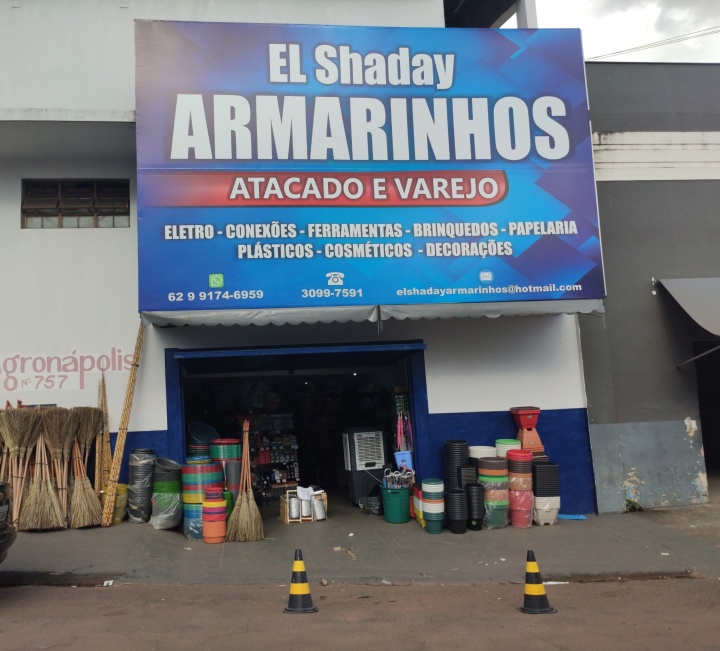 EL Shaday
ARMARINHOS
ATACADO E VAREJO
ELETRO - CONEXÕES - FERRAMENTAS - BRINQUEDOS - PAPELARIA
PLÁSTICOS - COSMÉTICOS - DECORAÇÕES
62 9 9174-6959
3099-7591
elshadayarmarinhos@hotmail.com
Agronápolis
Nº 757